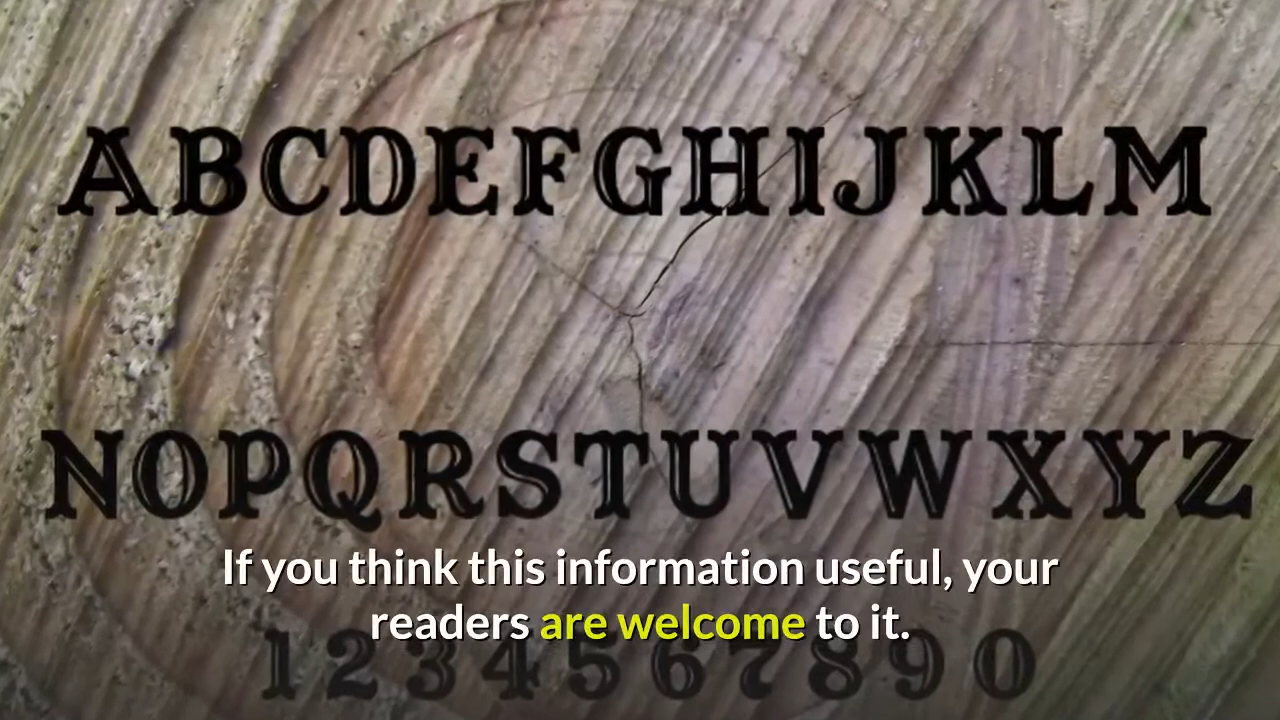 ABCDEFGHIJKLM
NOPQRSTUVWXYZ
If you think this information useful, your
readers are welcome to it.
1234567890